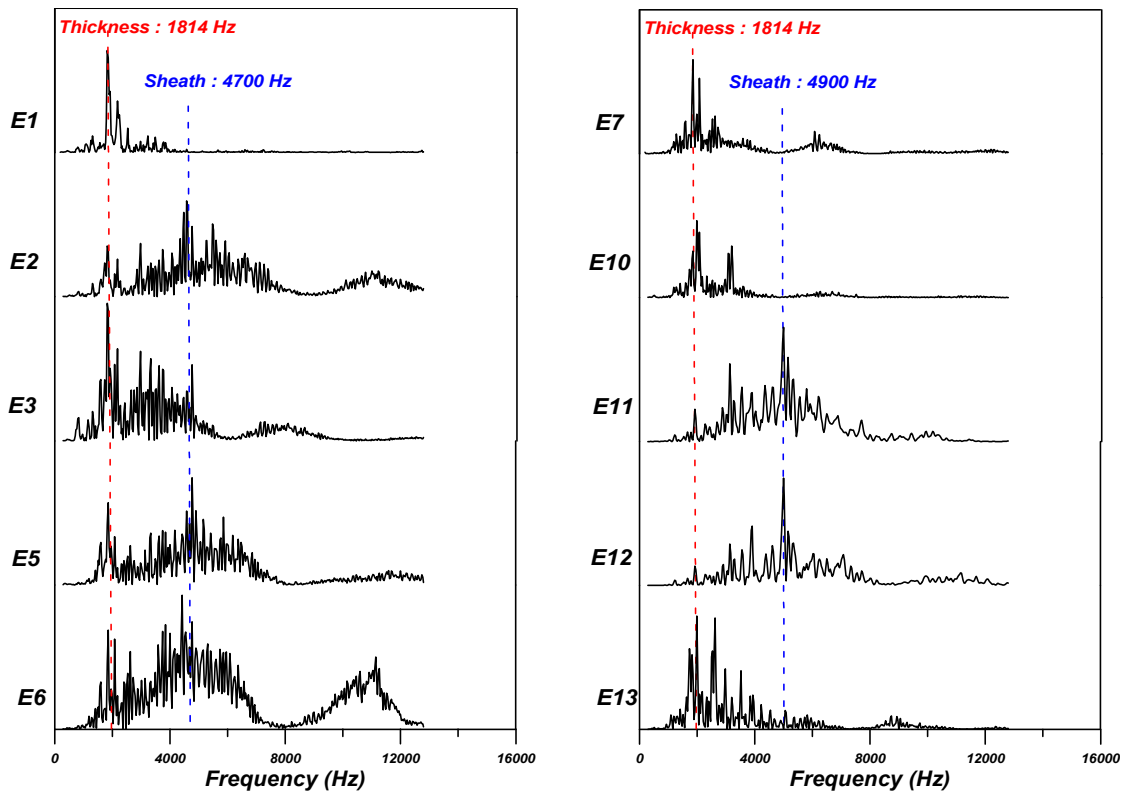 Thickness : 1814 Hz
Sheath : 4700 Hz
E1
E2
E3
E5
E6
0 4000 8000 12000 16000
Frequency (Hz)
Thickness : 1814 Hz
Sheath : 4900 Hz
E7
E10
E11
E12
E13
0 4000 8000 12000 16000
Frequency (Hz)